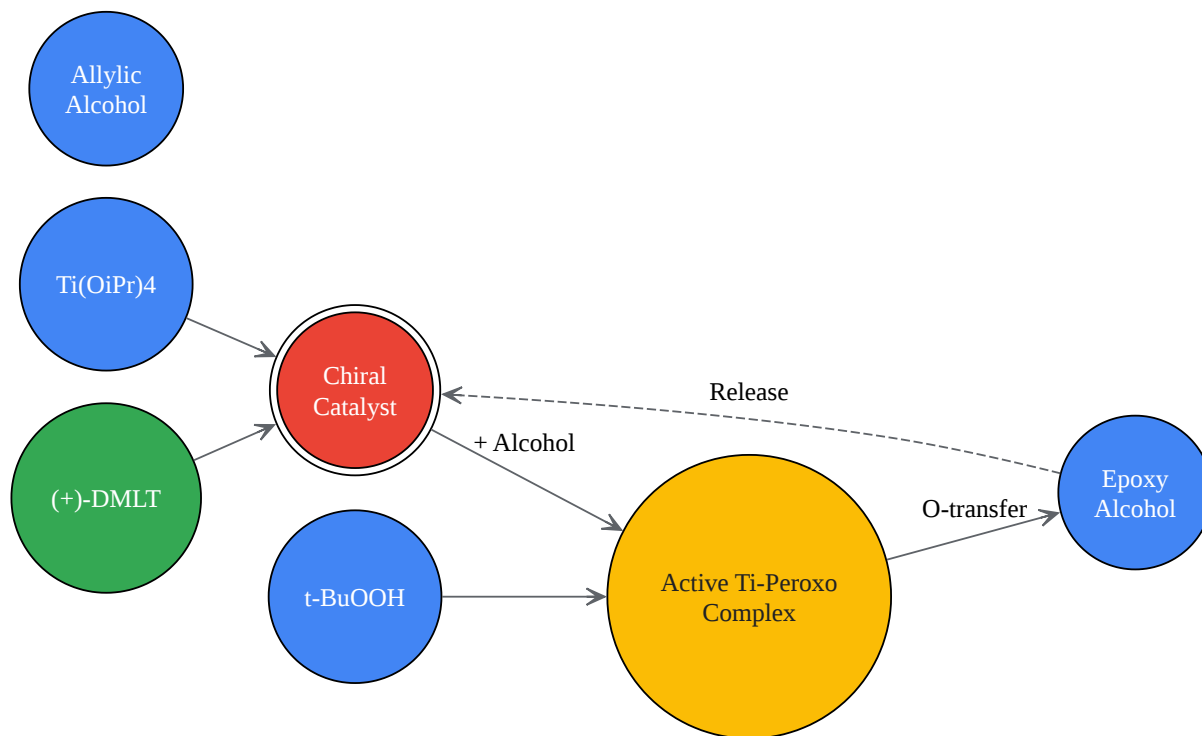 Allylic
Alcohol
Ti(OiPr)4
(+)-DMLT
Chiral
Catalyst
t-BuOOH
+ Alcohol
Release
Active Ti-Peroxo
Complex
O-transfer
Epoxy
Alcohol